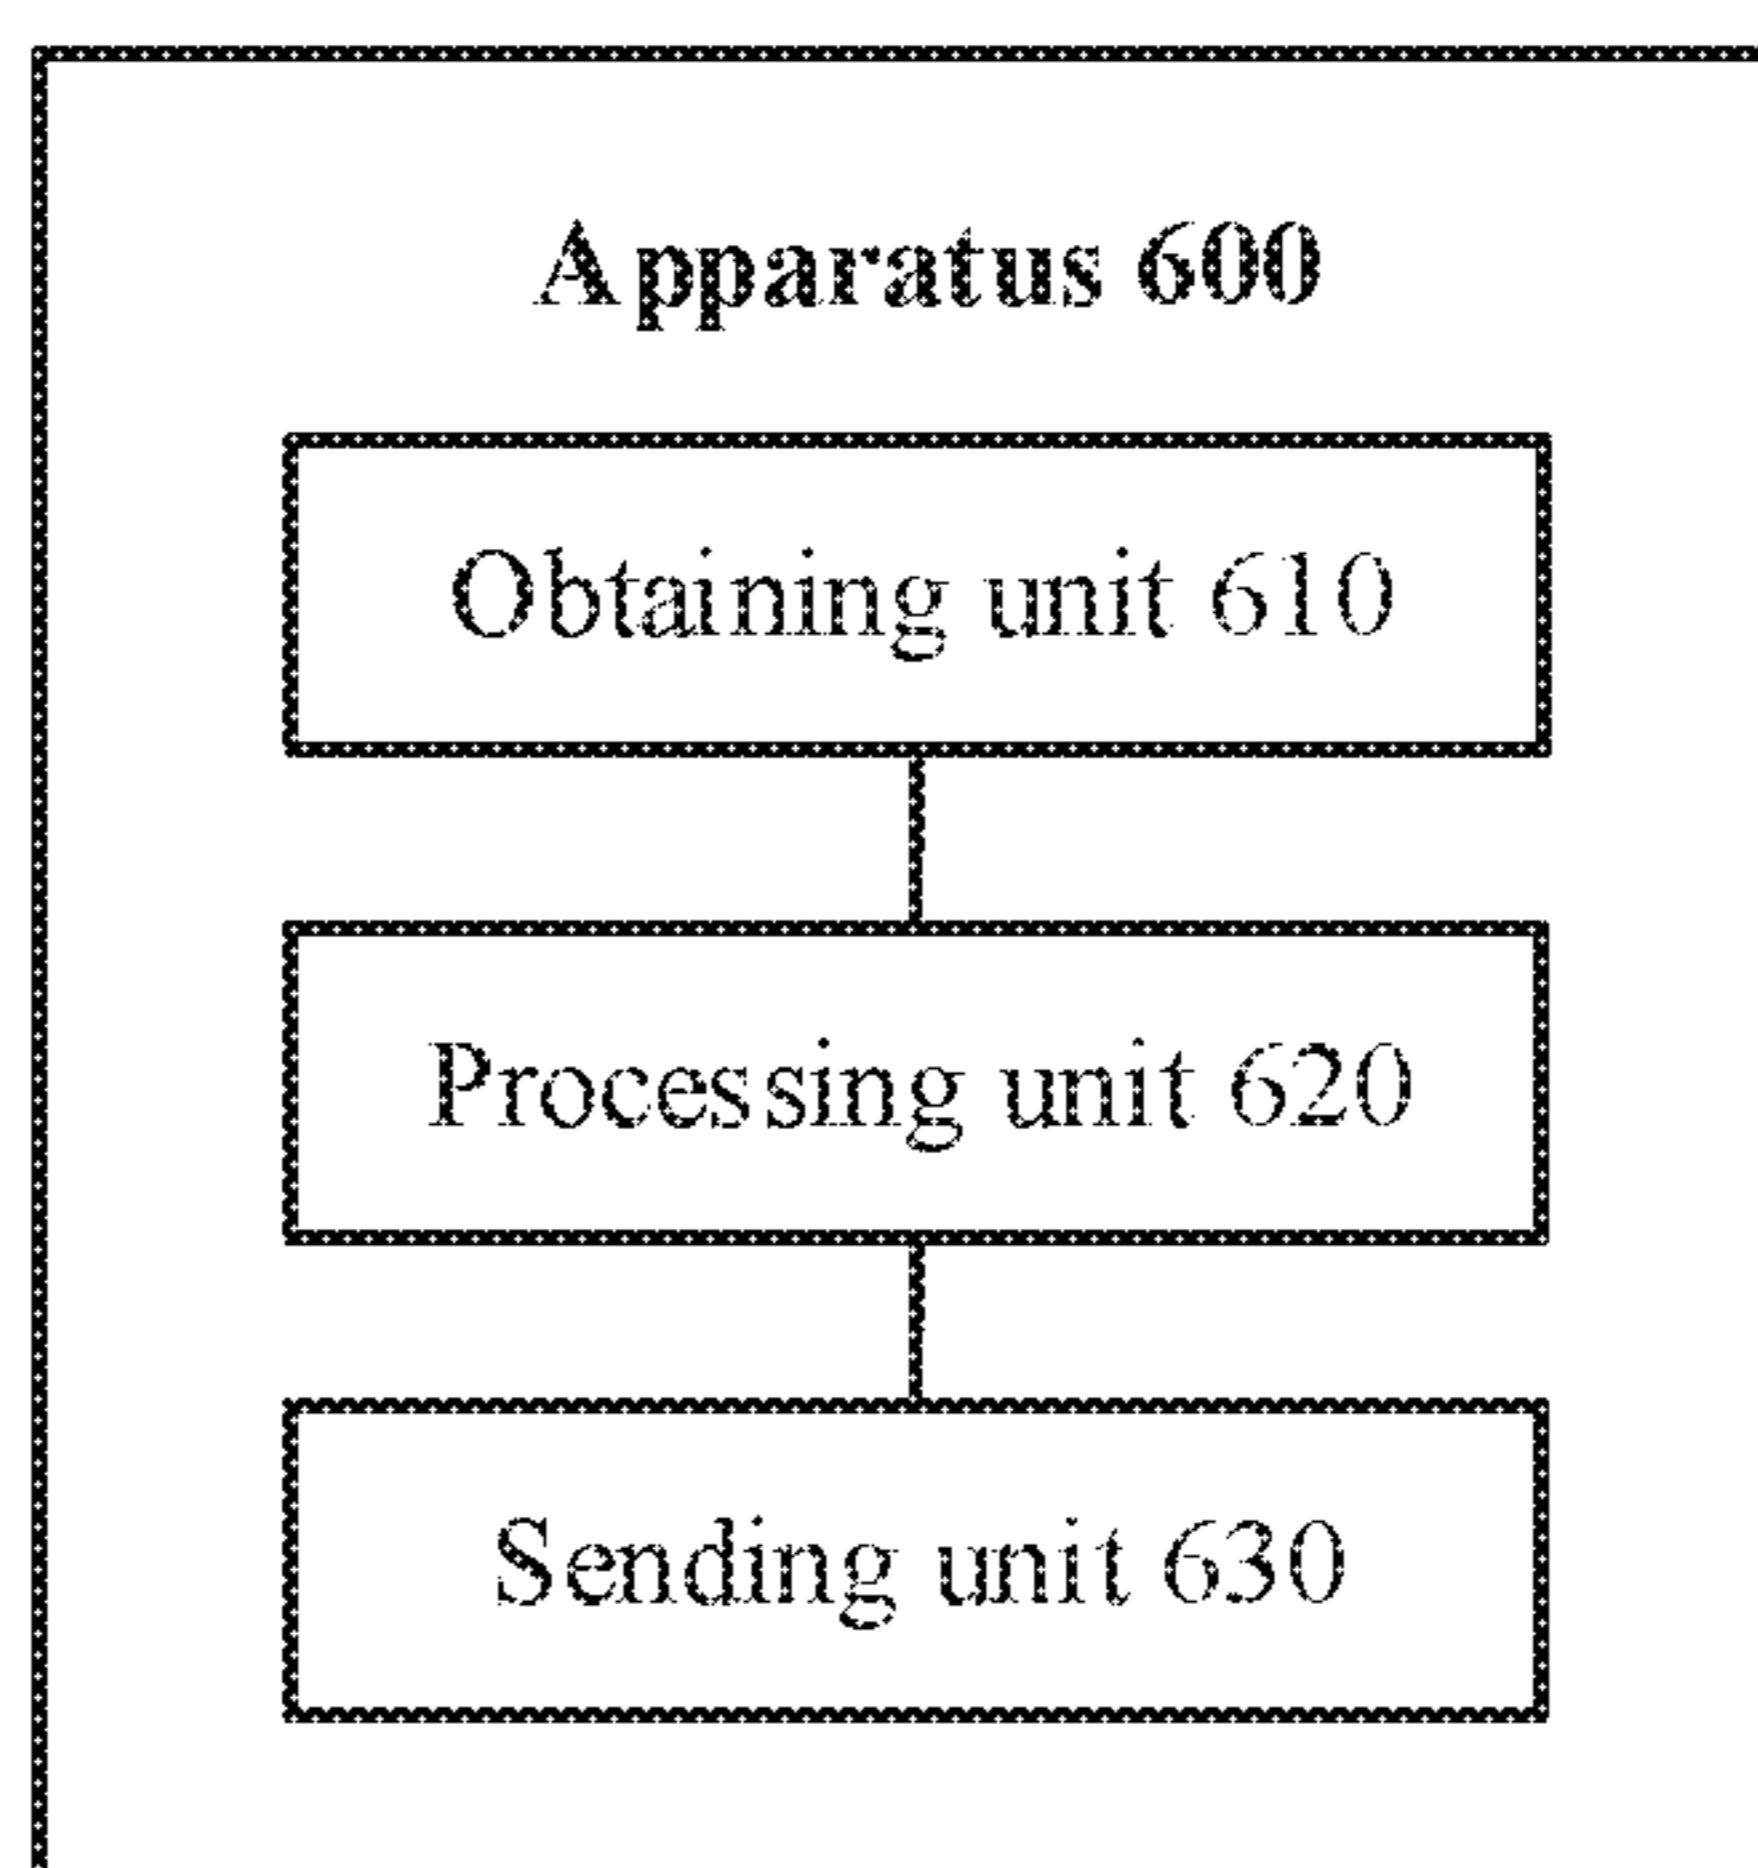 Apparatus 600
Obtaining unit 610
Processing unit 620
Sending unit 630